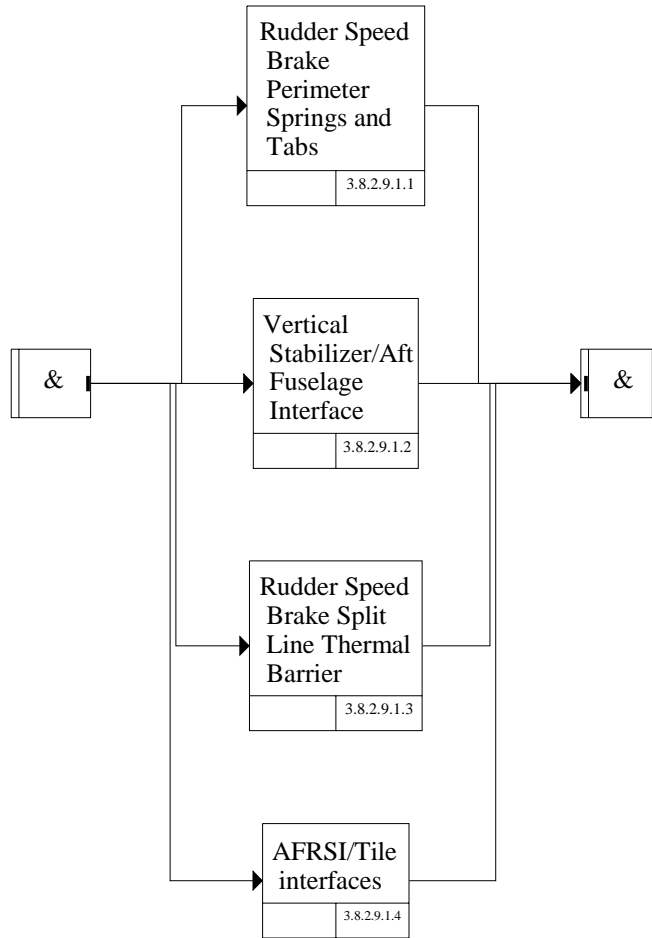 Rudder Speed
Brake
Perimeter
Springs and
Tabs
3.8.2.9.1.1
&
Vertical
Stabilizer/Aft
Fuselage
Interface
3.8.2.9.1.2
&
Rudder Speed
Brake Split
Line Thermal
Barrier
3.8.2.9.1.3
AFRSI/Tile
interfaces
3.8.2.9.1.4